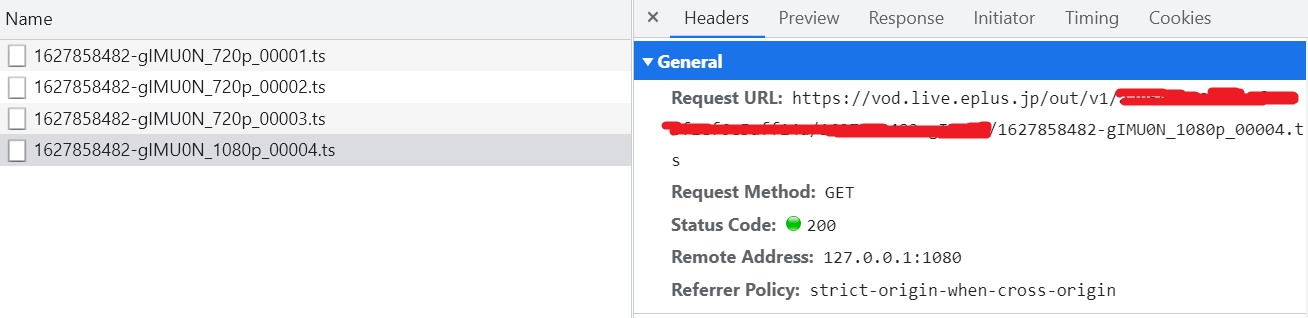 Name
1627858482-gIMU0N_720p_00001.ts
1627858482-gIMU0N_720p_00002.ts
1627858482-gIMU0N_720p_00003.ts
1627858482-gIMU0N_1080p_00004.ts
× Headers Preview Response Initiator Timing Cookies
▼ General
Request URL: https://vod.live.eplus.jp/out/v1/
/1627858482-gIMU0N_1080p_00004.t
s
Request Method: GET
Status Code: 200
Remote Address: 127.0.0.1:1080
Referrer Policy: strict-origin-when-cross-origin